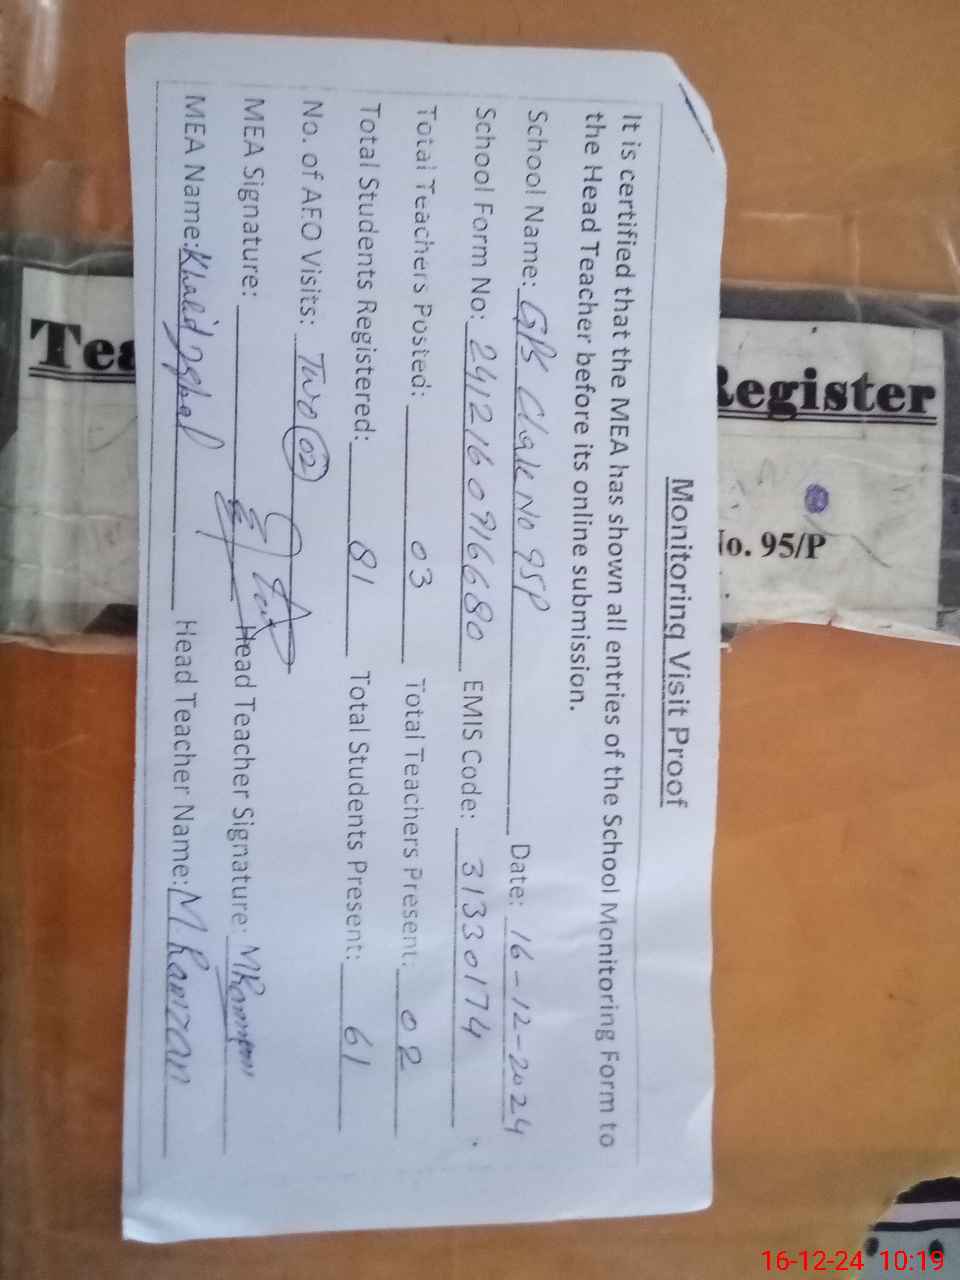 Monitoring Visit Proof
It is certified that the MEA has shown all entries of the School Monitoring Form to
the Head Teacher before its online submission.
School Name: GPS Chak No 95P Date: 16-12-2024
School Form No: 241216091 6680 EMIS Code: 31330174
Total Teachers Posted: 03 Total Teachers Present: 02
Total Students Registered: 81 Total Students Present: 61
No. of AEO Visits: Two (02)
MEA Signature: Head Teacher Signature: MRamzan
MEA Name: Khalid Iqbal Head Teacher Name: M. Ramzan
Tea
Register
No. 95/P
16-12-24 10:19